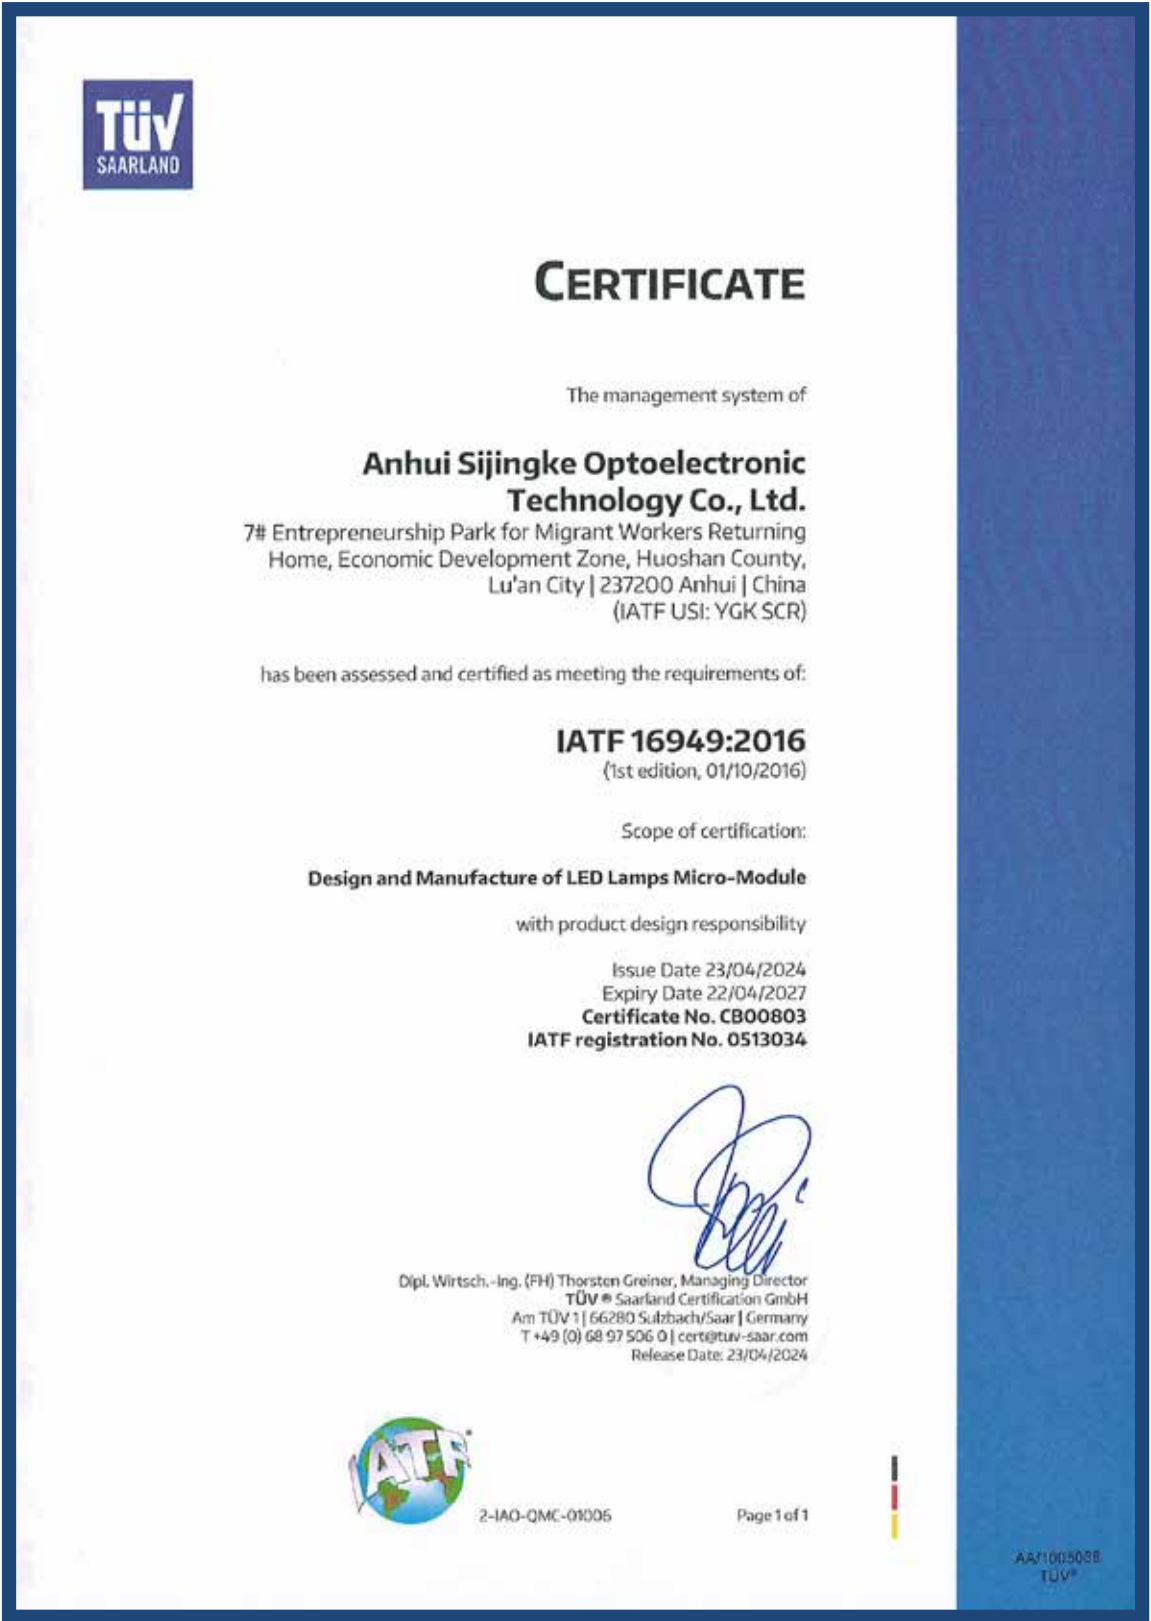 TÜV
SAARLAND
CERTIFICATE
The management system of
Anhui Sijingke Optoelectronic
Technology Co., Ltd.
7# Entrepreneurship Park for Migrant Workers Returning
Home, Economic Development Zone, Huoshan County,
Lu'an City | 237200 Anhui | China
(IATF USI: YGK SCR)
has been assessed and certified as meeting the requirements of:
IATF 16949:2016
(1st edition, 01/10/2016)
Scope of certification:
Design and Manufacture of LED Lamps Micro-Module
with product design responsibility
Issue Date 23/04/2024
Expiry Date 22/04/2027
Certificate No. CB00803
IATF registration No. 0513034
Dipl. Wirtsch.-Ing. (FH) Thorsten Greiner, Managing Director
TÜV ® Saarland Certification GmbH
Am TÜV 1 | 66280 Sulzbach/Saar | Germany
T +49 (0) 68 97 506 0 | cert@tuv-saar.com
Release Date: 23/04/2024
IATF®
2-IAO-QMC-01006
Page 1 of 1
TÜV®